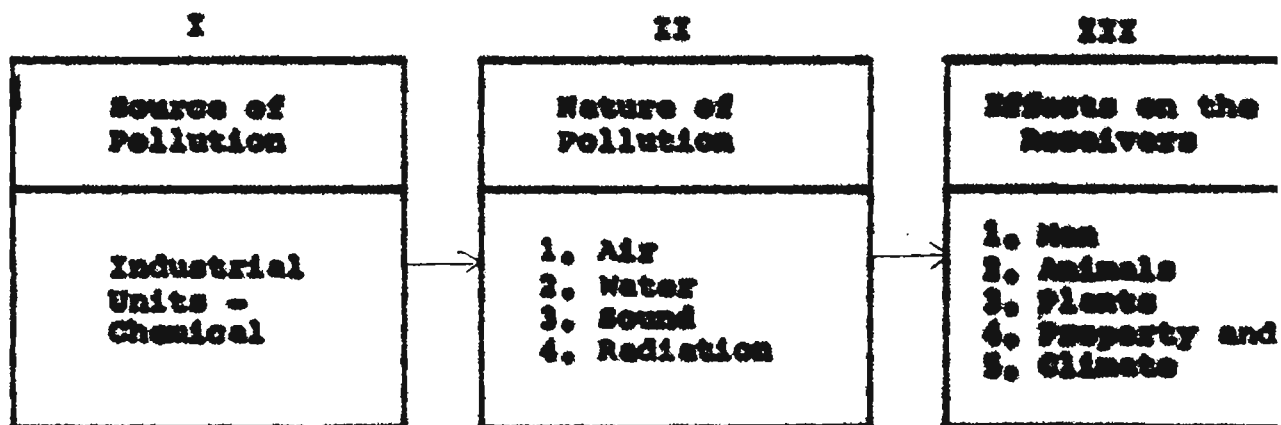 I
II
III
Source of
Pollution
Nature of
Pollution
Effects on the
Receivers
Industrial
Units -
Chemical
1. Air
2. Water
3. Sound
4. Radiation
1. Man
2. Animals
3. Plants
4. Property and
5. Climate